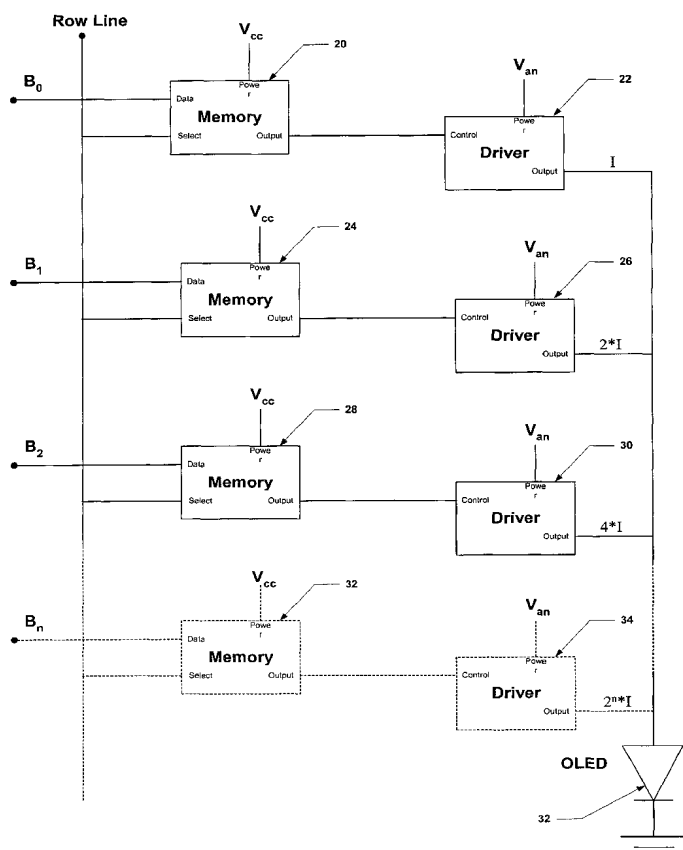 Row Line
V_cc
20
B_0
V_an
22
Powe
r
Data
Memory
Select
Output
Powe
r
Control
Driver
Output
I
V_cc
24
B_1
V_an
26
Powe
r
Data
Memory
Select
Output
Powe
r
Control
Driver
Output
2*I
V_cc
28
B_2
V_an
30
Powe
r
Data
Memory
Select
Output
Powe
r
Control
Driver
Output
4*I
V_cc
32
B_n
V_an
34
Powe
r
Data
Memory
Select
Output
Powe
r
Control
Driver
Output
2^n*I
OLED
32